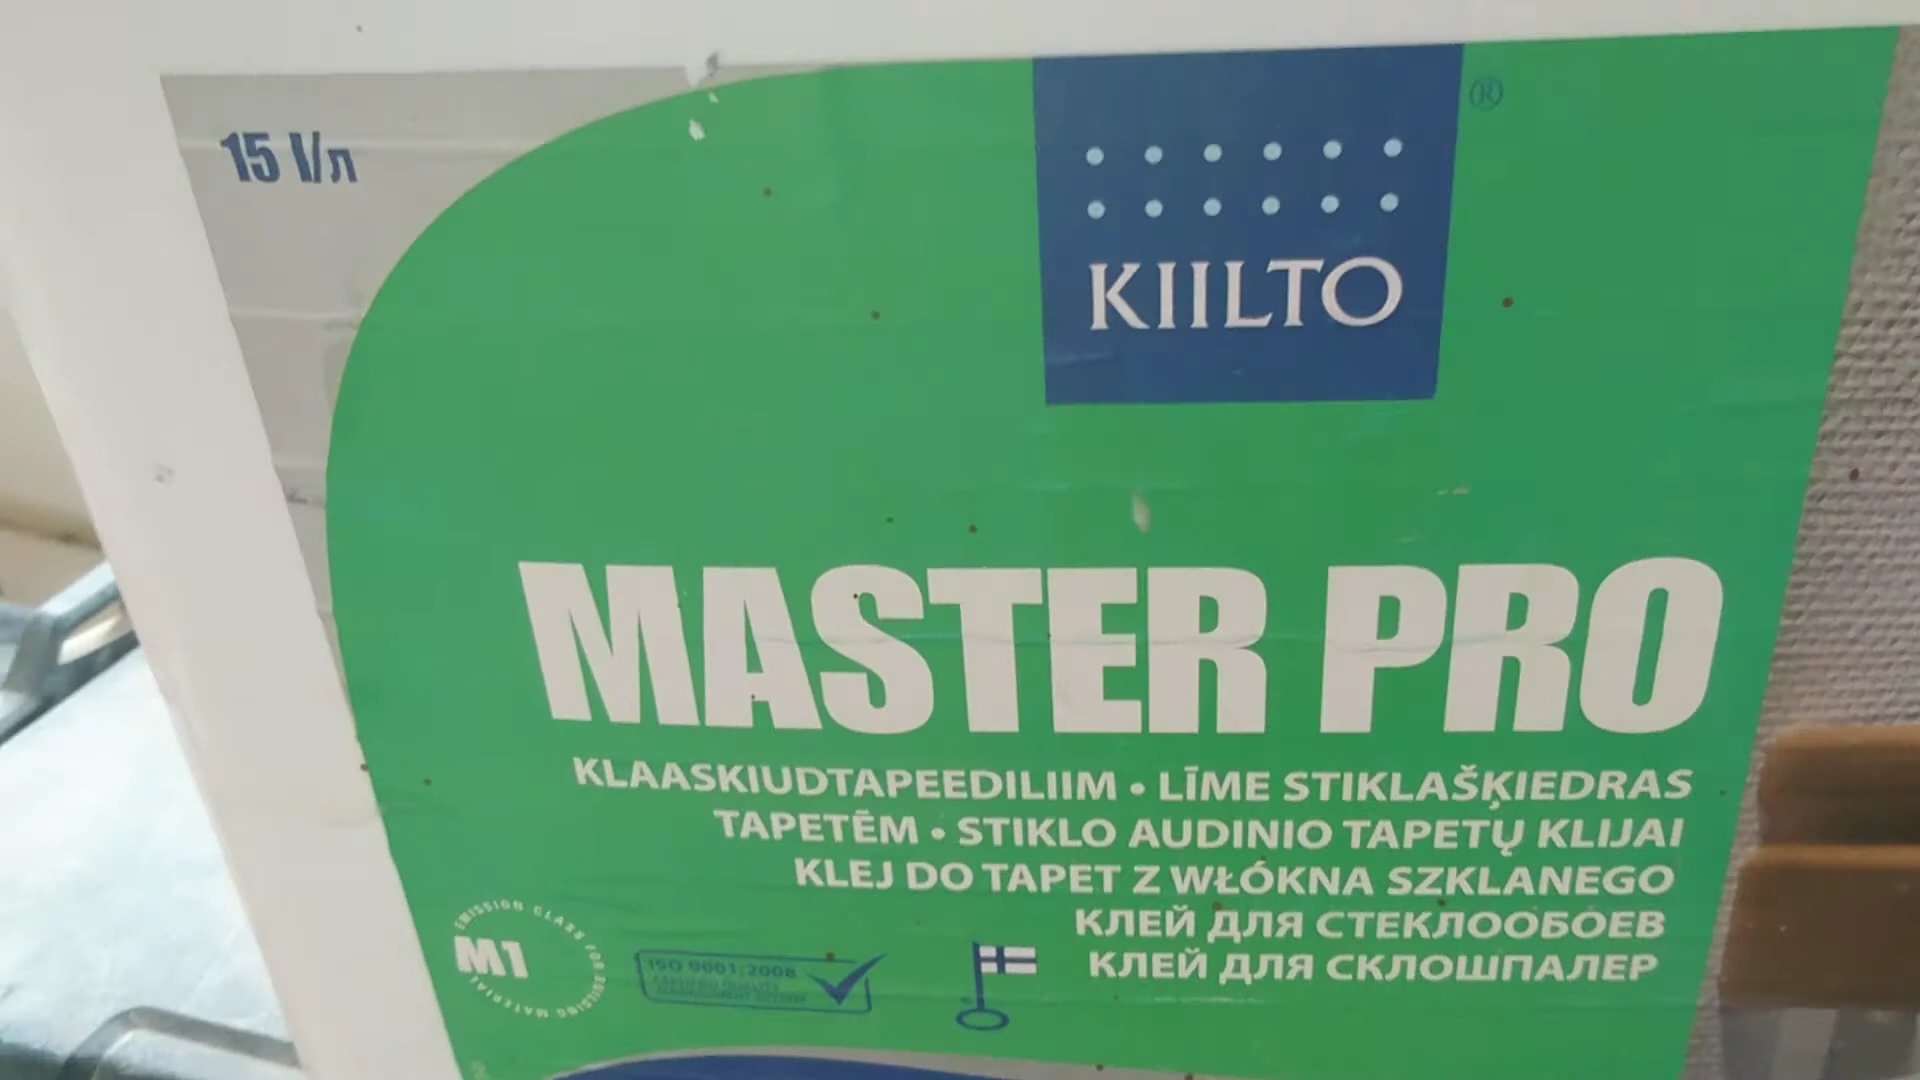 15 l/л
®
KIILTO
MASTER PRO
KLAASKIUDTAPEEDILIIM • LĪME STIKLAŠĶIEDRAS
TAPETĒM • STIKLO AUDINIO TAPETŲ KLIJAI
KLEJ DO TAPET Z WŁÓKNA SZKLANEGO
КЛЕЙ ДЛЯ СТЕКЛООБОЕВ
КЛЕЙ ДЛЯ СКЛОШПАЛЕР
EMISSION CLASS FOR BUILDING MATERIAL
M1
ISO 9001:2008